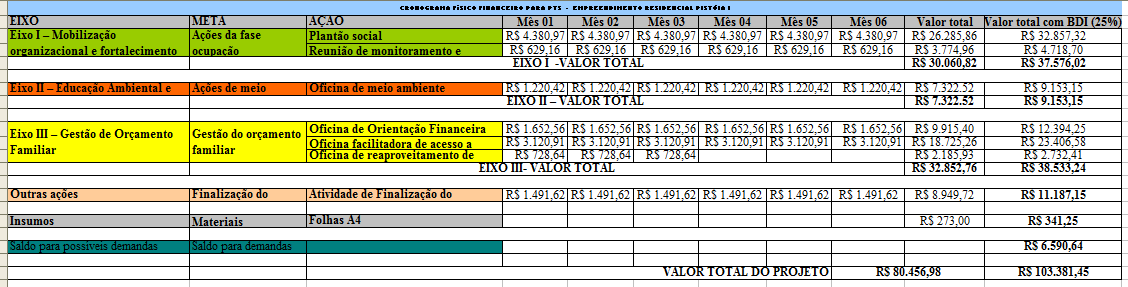 CRONOGRAMA FÍSICO FINANCEIRO PARA PTS - EMPREENDIMENTO RESIDENCIAL PISTÓIA I
EIXO META AÇÃO Mês 01 Mês 02 Mês 03 Mês 04 Mês 05 Mês 06 Valor total Valor total com BDI (25%)
Eixo I – Mobilização Ações da fase Plantão social R$ 4.380,97 R$ 4.380,97 R$ 4.380,97 R$ 4.380,97 R$ 4.380,97 R$ 4.380,97 R$ 26.285,86 R$ 32.857,32
organizacional e fortalecimento ocupação Reunião de monitoramento e R$ 629,16 R$ 629,16 R$ 629,16 R$ 629,16 R$ 629,16 R$ 629,16 R$ 3.774,96 R$ 4.718,70
EIXO I -VALOR TOTAL R$ 30.060,82 R$ 37.576,02
Eixo II – Educação Ambiental e Ações de meio Oficina de meio ambiente R$ 1.220,42 R$ 1.220,42 R$ 1.220,42 R$ 1.220,42 R$ 1.220,42 R$ 1.220,42 R$ 7.322.52 R$ 9.153,15
EIXO II – VALOR TOTAL R$ 7.322.52 R$ 9.153,15
Eixo III – Gestão de Orçamento Gestão do orçamento Oficina de Orientação Financeira R$ 1.652,56 R$ 1.652,56 R$ 1.652,56 R$ 1.652,56 R$ 1.652,56 R$ 1.652,56 R$ 9.915,40 R$ 12.394,25
Familiar familiar Oficina facilitadora de acesso a R$ 3.120,91 R$ 3.120,91 R$ 3.120,91 R$ 3.120,91 R$ 3.120,91 R$ 3.120,91 R$ 18.725,26 R$ 23.406,58
Oficina de reaproveitamento de R$ 728,64 R$ 728,64 R$ 728,64 R$ 2.185,93 R$ 2.732,41
EIXO III- VALOR TOTAL R$ 32.852,76 R$ 38.533,24
Outras ações Finalização do Atividade de Finalização do R$ 1.491,62 R$ 1.491,62 R$ 1.491,62 R$ 1.491,62 R$ 1.491,62 R$ 1.491,62 R$ 8.949,72 R$ 11.187,15
Insumos Materiais Folhas A4 R$ 273,00 R$ 341,25
Saldo para possíveis demandas Saldo para demandas R$ 6.590,64
VALOR TOTAL DO PROJETO R$ 80.456,98 R$ 103.381,45